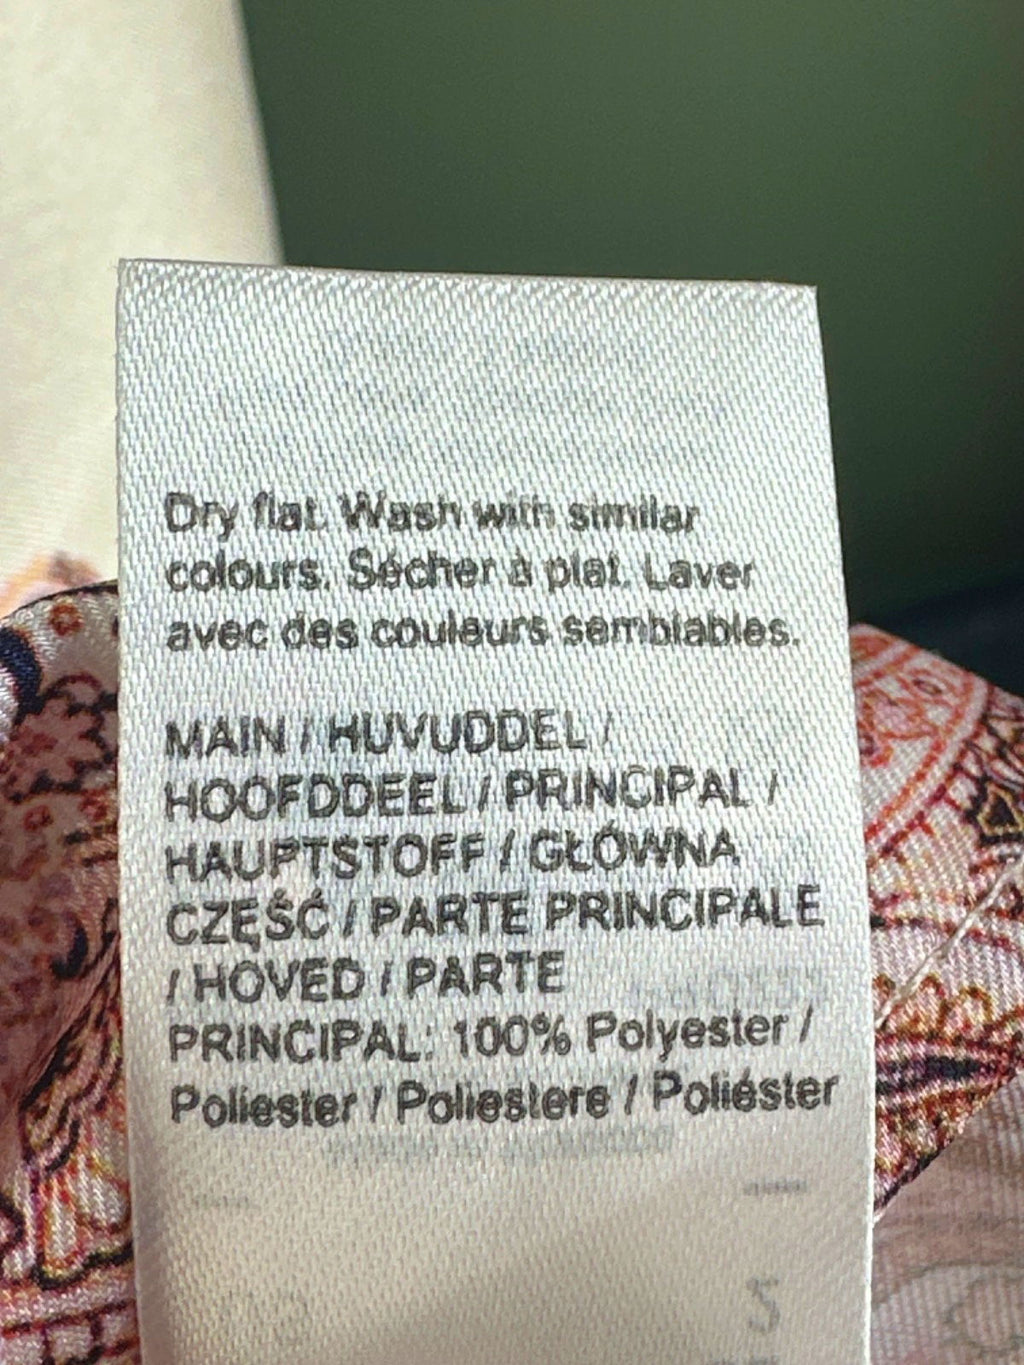 Dry flat. Wash with similar
colours. Sécher à plat. Laver
avec des couleurs semblables.
MAIN / HUVUDDEL /
HOOFDDEEL / PRINCIPAL /
HAUPTSTOFF / GŁÓWNA
CZĘŚĆ / PARTE PRINCIPALE
/ HOVED / PARTE
PRINCIPAL: 100% Polyester /
Poliester / Poliestere / Poliéster